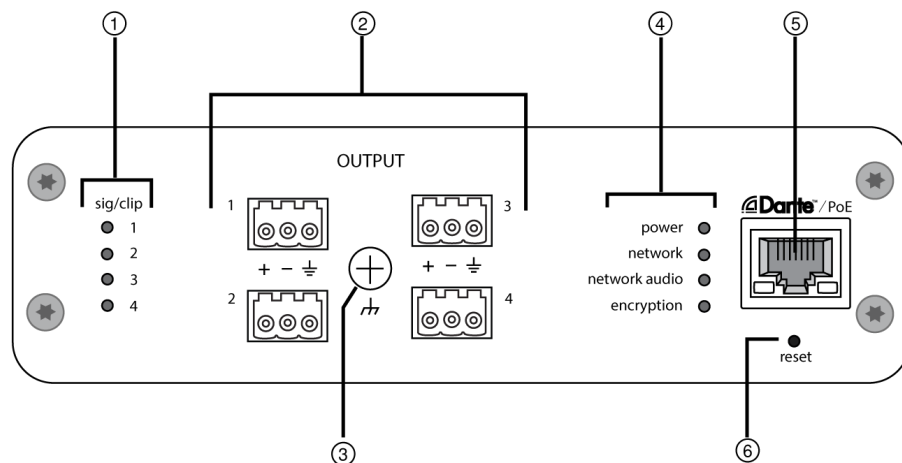 ① ② ④ ⑤
OUTPUT
sig/clip
1
2
3
4
1
3
+ − + −
2
4
power
network
network audio
encryption
Dante™ / PoE
reset
③ ⑥